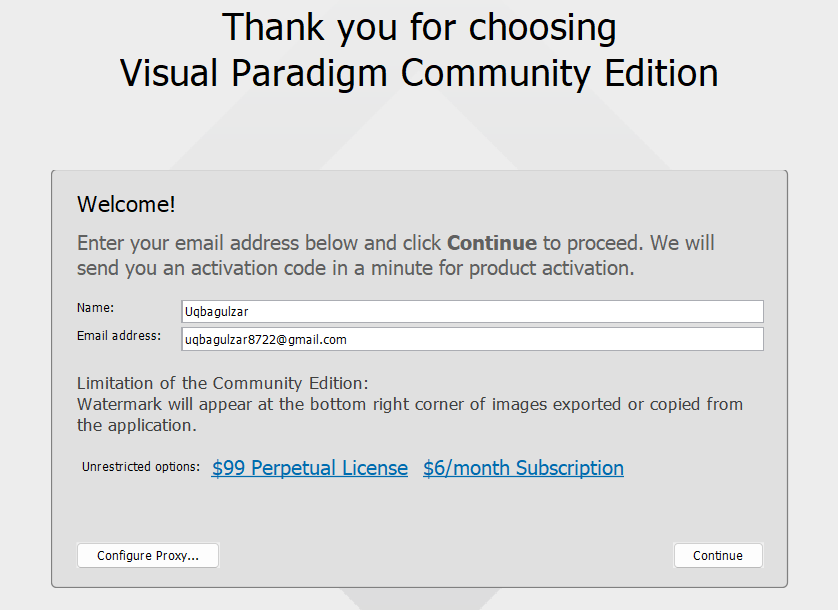 Thank you for choosing
Visual Paradigm Community Edition
Welcome!
Enter your email address below and click Continue to proceed. We will
send you an activation code in a minute for product activation.
Name:
Uqbagulzar
Email address:
uqbagulzar8722@gmail.com
Limitation of the Community Edition:
Watermark will appear at the bottom right corner of images exported or copied from
the application.
Unrestricted options: $99 Perpetual License $6/month Subscription
Configure Proxy... Continue